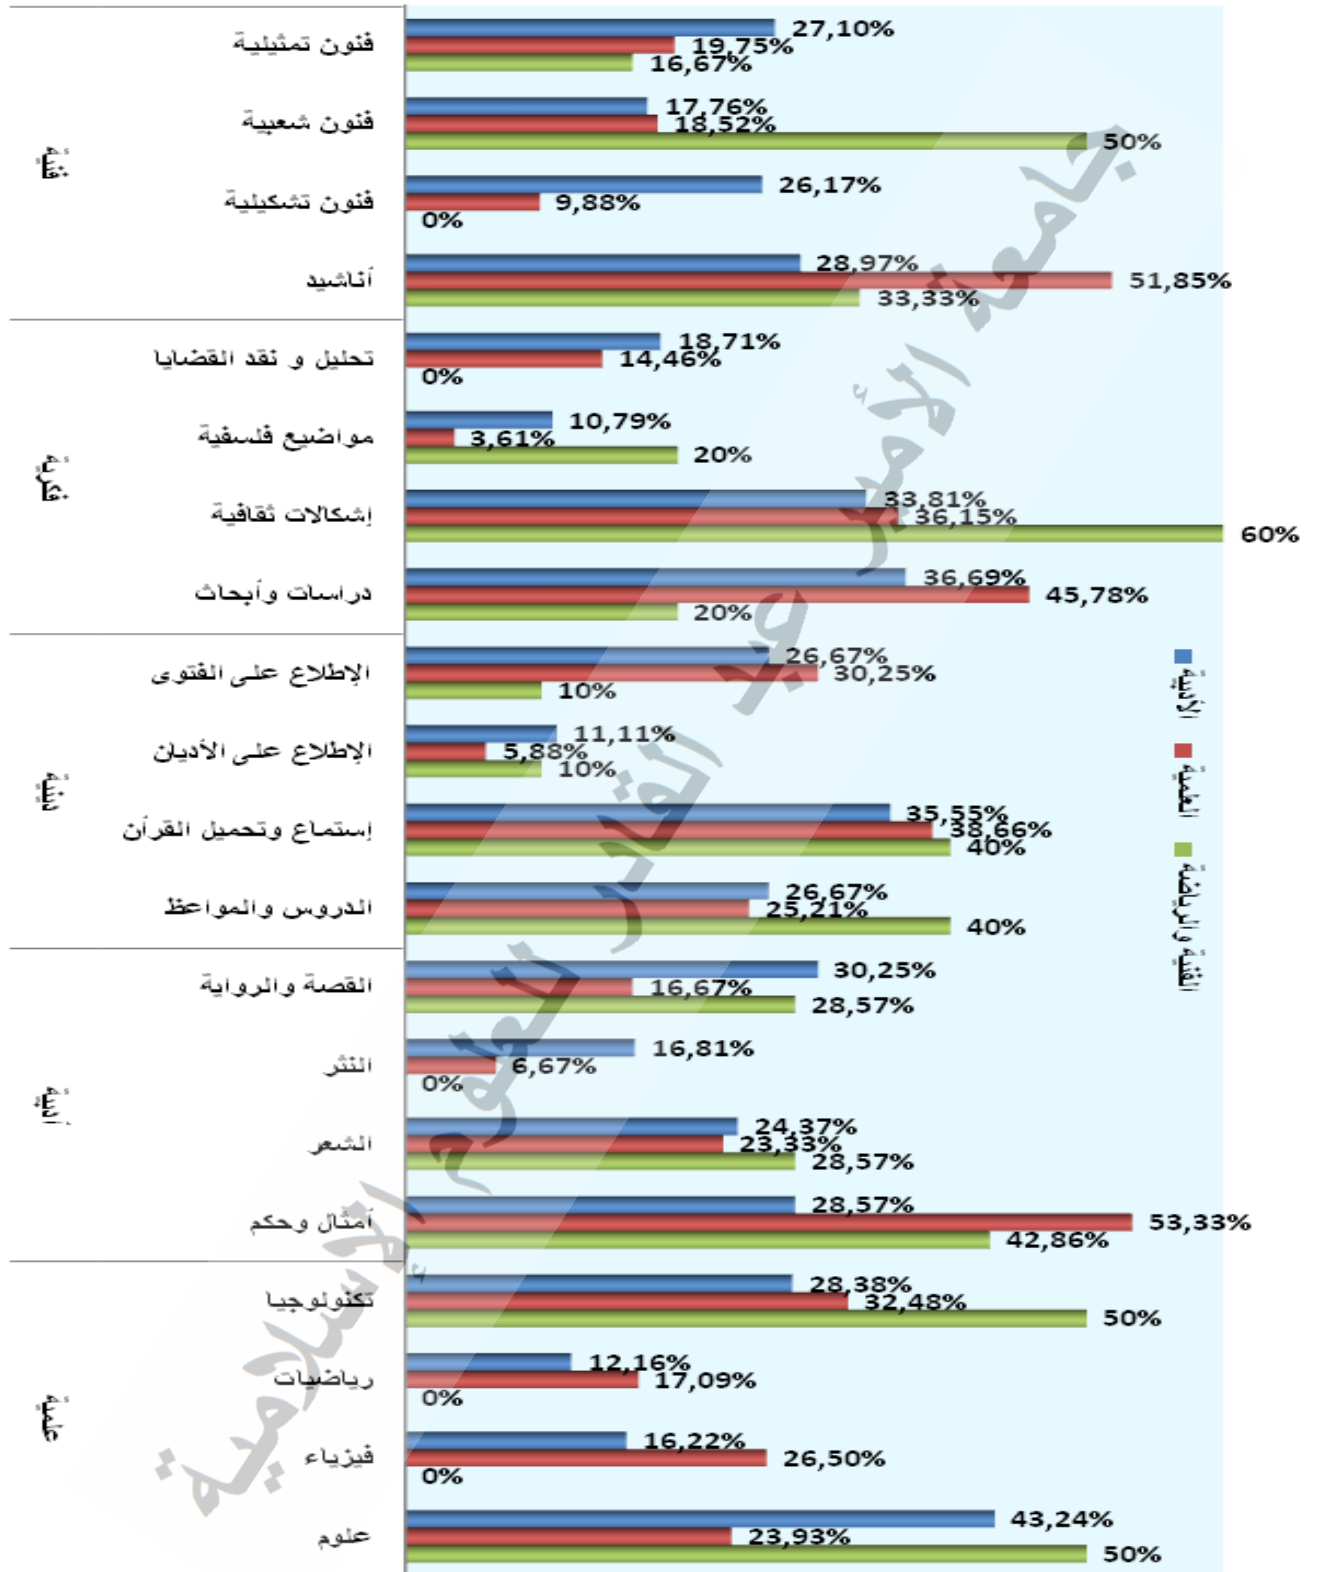 فنية
فنون تمثيلية
27,10%
19,75%
16,67%
فنون شعبية
17,76%
18,52%
50%
فنون تشكيلية
26,17%
9,88%
0%
أناشيد
28,97%
51,85%
33,33%
فكرية
تحليل و نقد القضايا
18,71%
14,46%
0%
مواضيع فلسفية
10,79%
3,61%
20%
إشكالات ثقافية
33,81%
36,15%
60%
دراسات وأبحاث
36,69%
45,78%
20%
دينية
الإطلاع على الفتوى
26,67%
30,25%
10%
الإطلاع على الأديان
11,11%
5,88%
10%
إستماع وتحميل القرآن
35,55%
38,66%
40%
الدروس والمواعظ
26,67%
25,21%
40%
أدبية
القصة والرواية
30,25%
16,67%
28,57%
النثر
16,81%
6,67%
0%
الشعر
24,37%
23,33%
28,57%
أمثال وحكم
28,57%
53,33%
42,86%
علمية
تكنولوجيا
28,38%
32,48%
50%
رياضيات
12,16%
17,09%
0%
فيزياء
16,22%
26,50%
0%
علوم
43,24%
23,93%
50%
الأدبية
العلمية
الفنية والرياضة
جامعة الأمير عبد القادر للعلوم الإسلامية